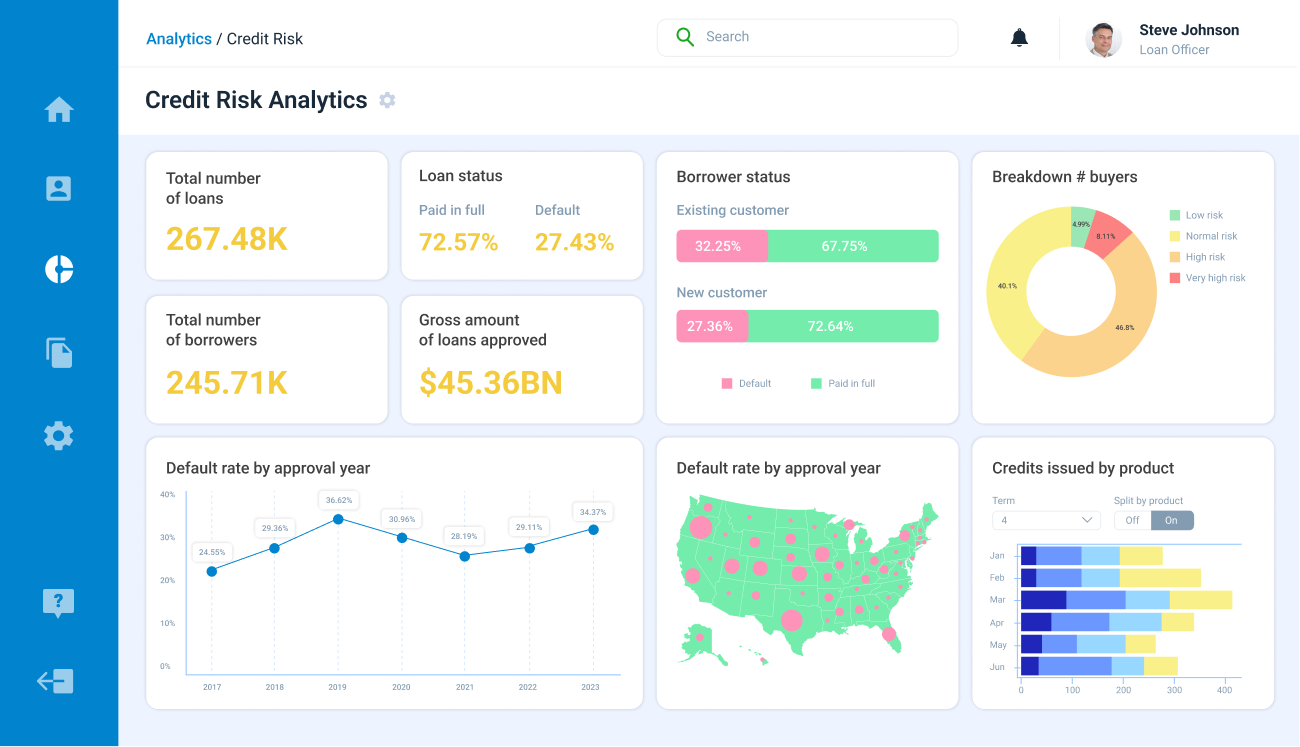 Analytics / Credit Risk
Search
Steve Johnson
Loan Officer
Credit Risk Analytics
Total number
of loans
267.48K
Loan status
Paid in full
Default
72.57%
27.43%
Total number
of borrowers
245.71K
Gross amount
of loans approved
$45.36BN
Borrower status
Existing customer
32.25%
67.75%
New customer
27.36%
72.64%
Default
Paid in full
Breakdown # buyers
4.99%
8.11%
40.1%
46.8%
Low risk
Normal risk
High risk
Very high risk
Default rate by approval year
40%
30%
20%
10%
0%
24.55%
29.36%
36.62%
30.96%
28.19%
29.11%
34.37%
2017
2018
2019
2020
2021
2022
2023
Default rate by approval year
Credits issued by product
Term
Split by product
4
Off
On
Jan
Feb
Mar
Apr
May
Jun
0
100
200
300
400
?